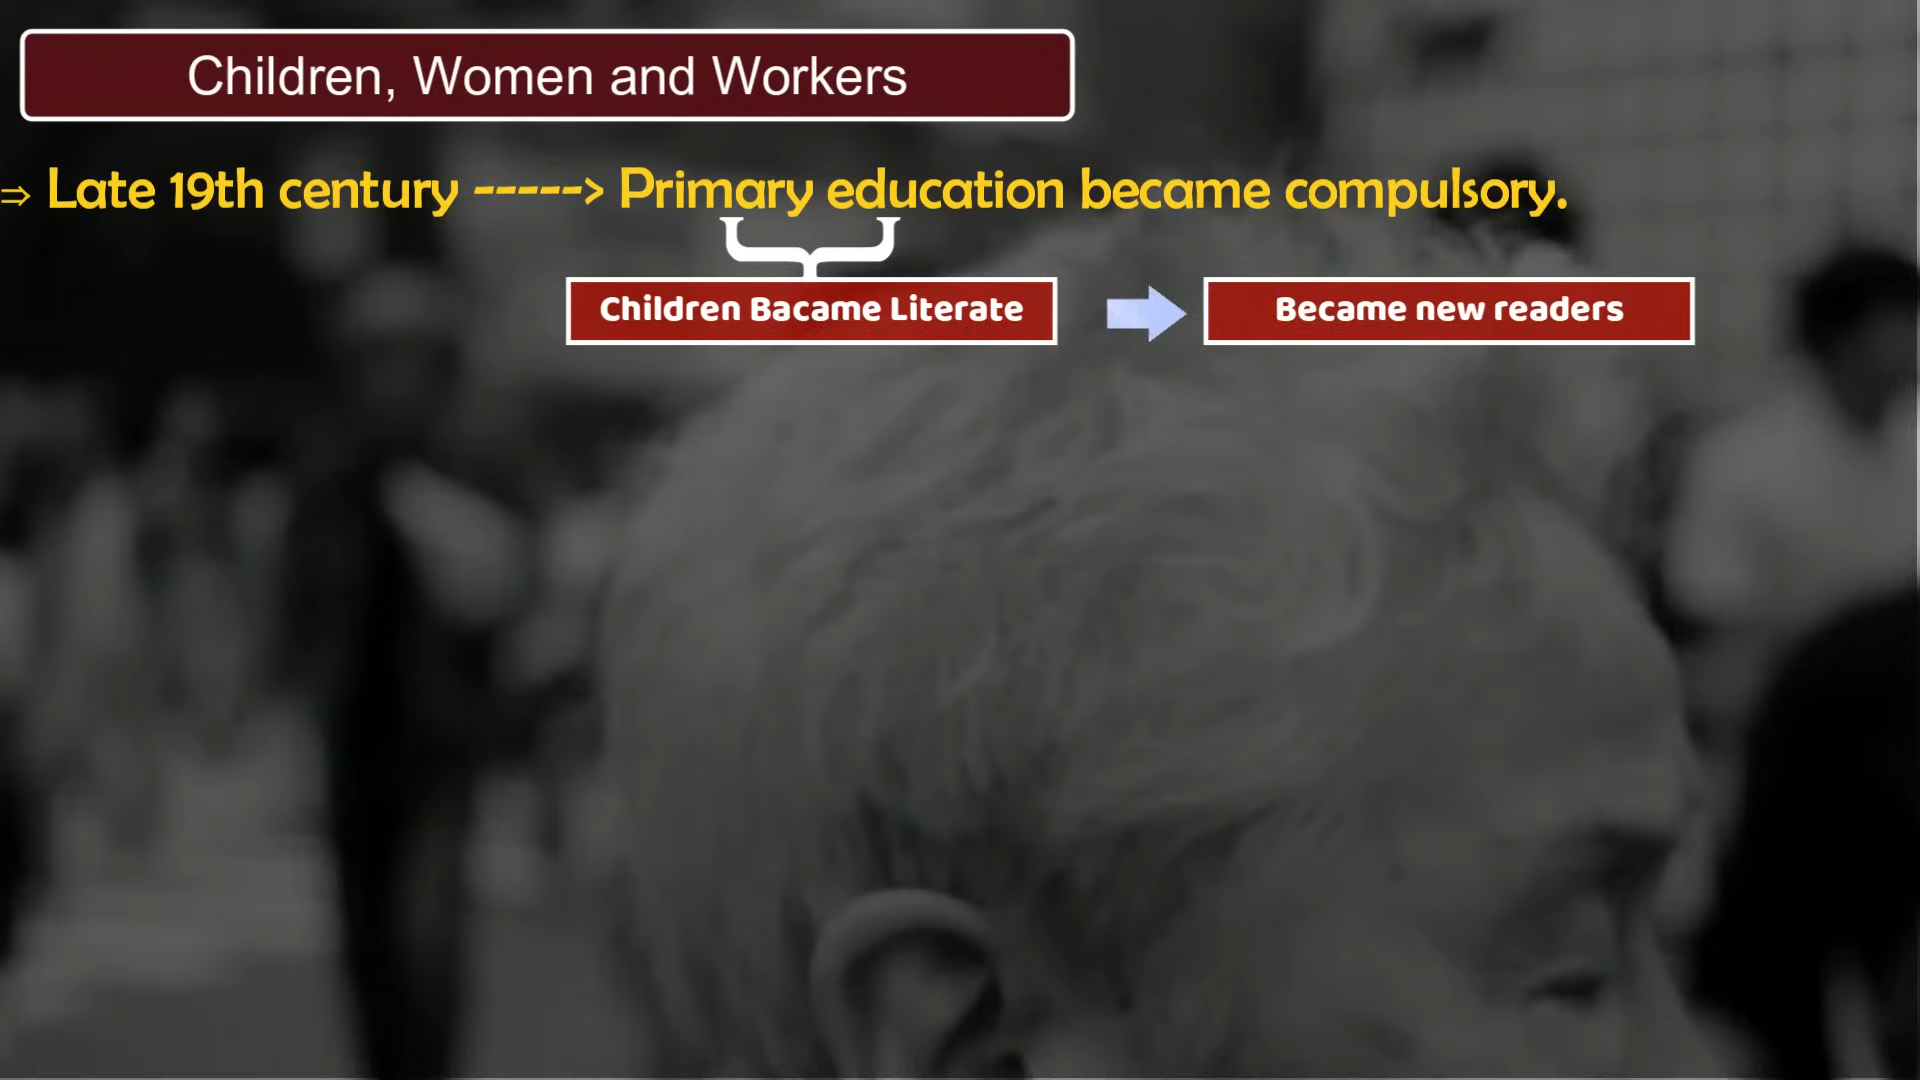 Children, Women and Workers
⇒ Late 19th century -----> Primary education became compulsory.
Children Bacame Literate
Became new readers